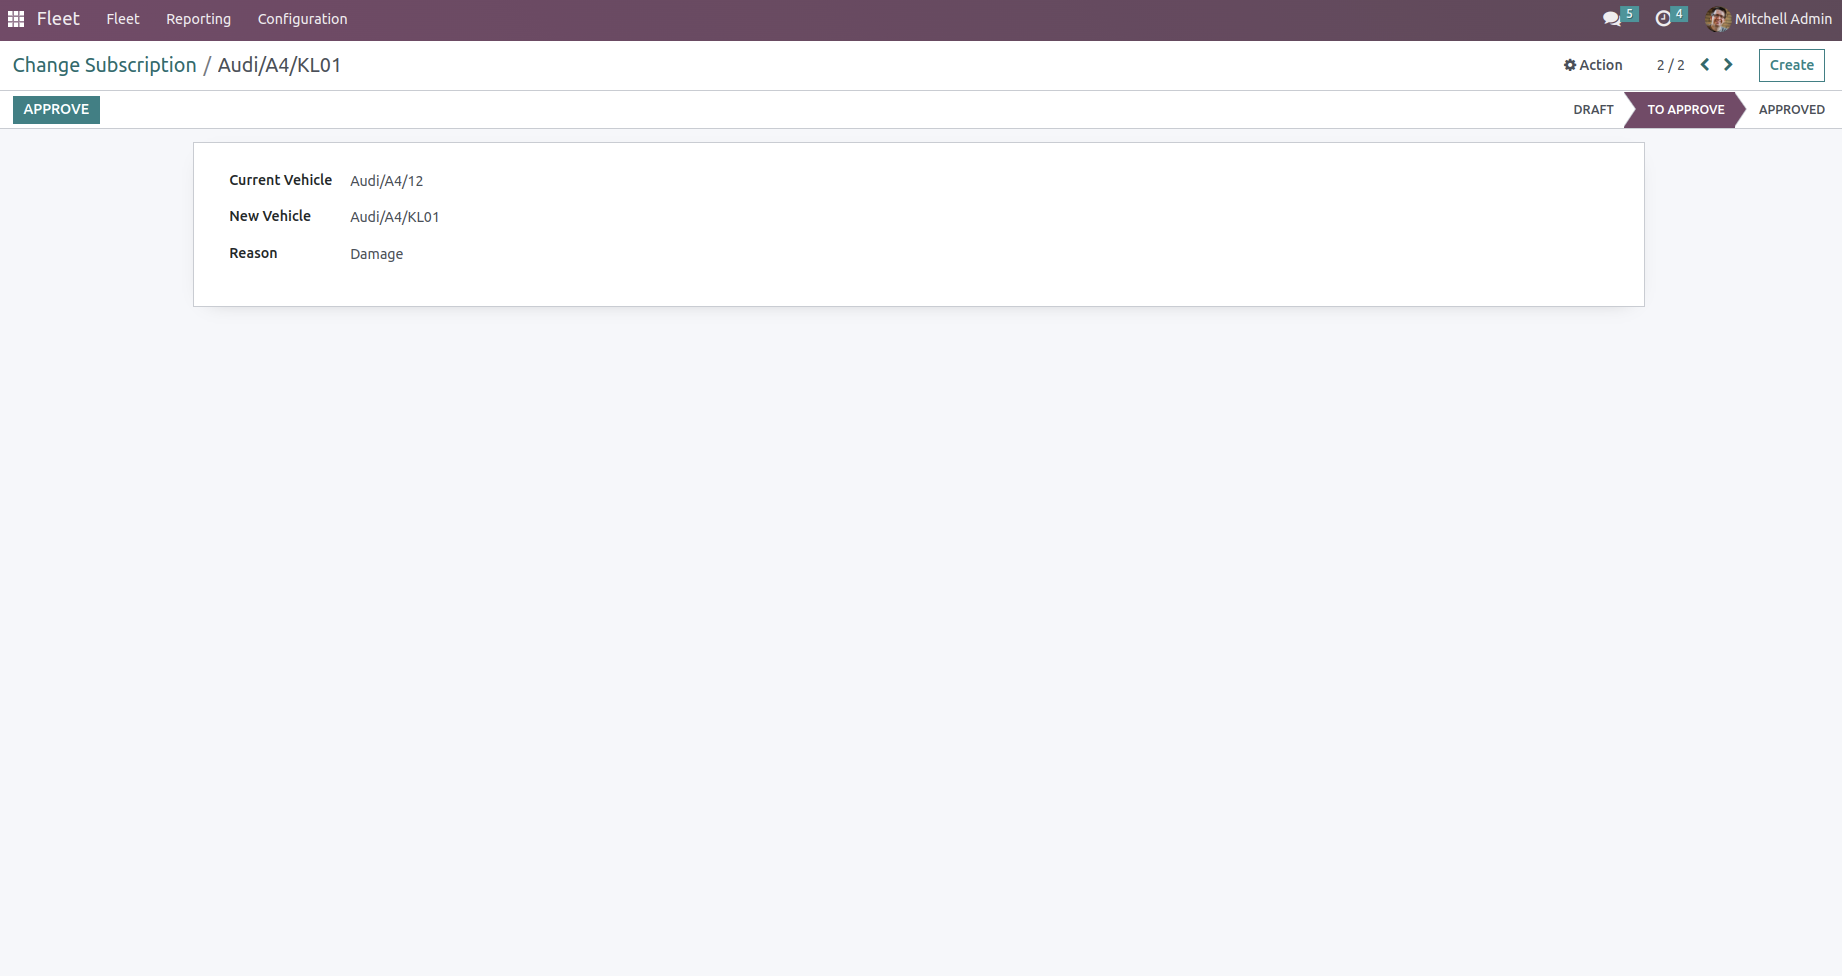 Fleet Fleet Reporting Configuration 5 4 Mitchell Admin
Change Subscription / Audi/A4/KL01 Action 2 / 2 Create
APPROVE DRAFT TO APPROVE APPROVED
Current Vehicle Audi/A4/12
New Vehicle Audi/A4/KL01
Reason Damage